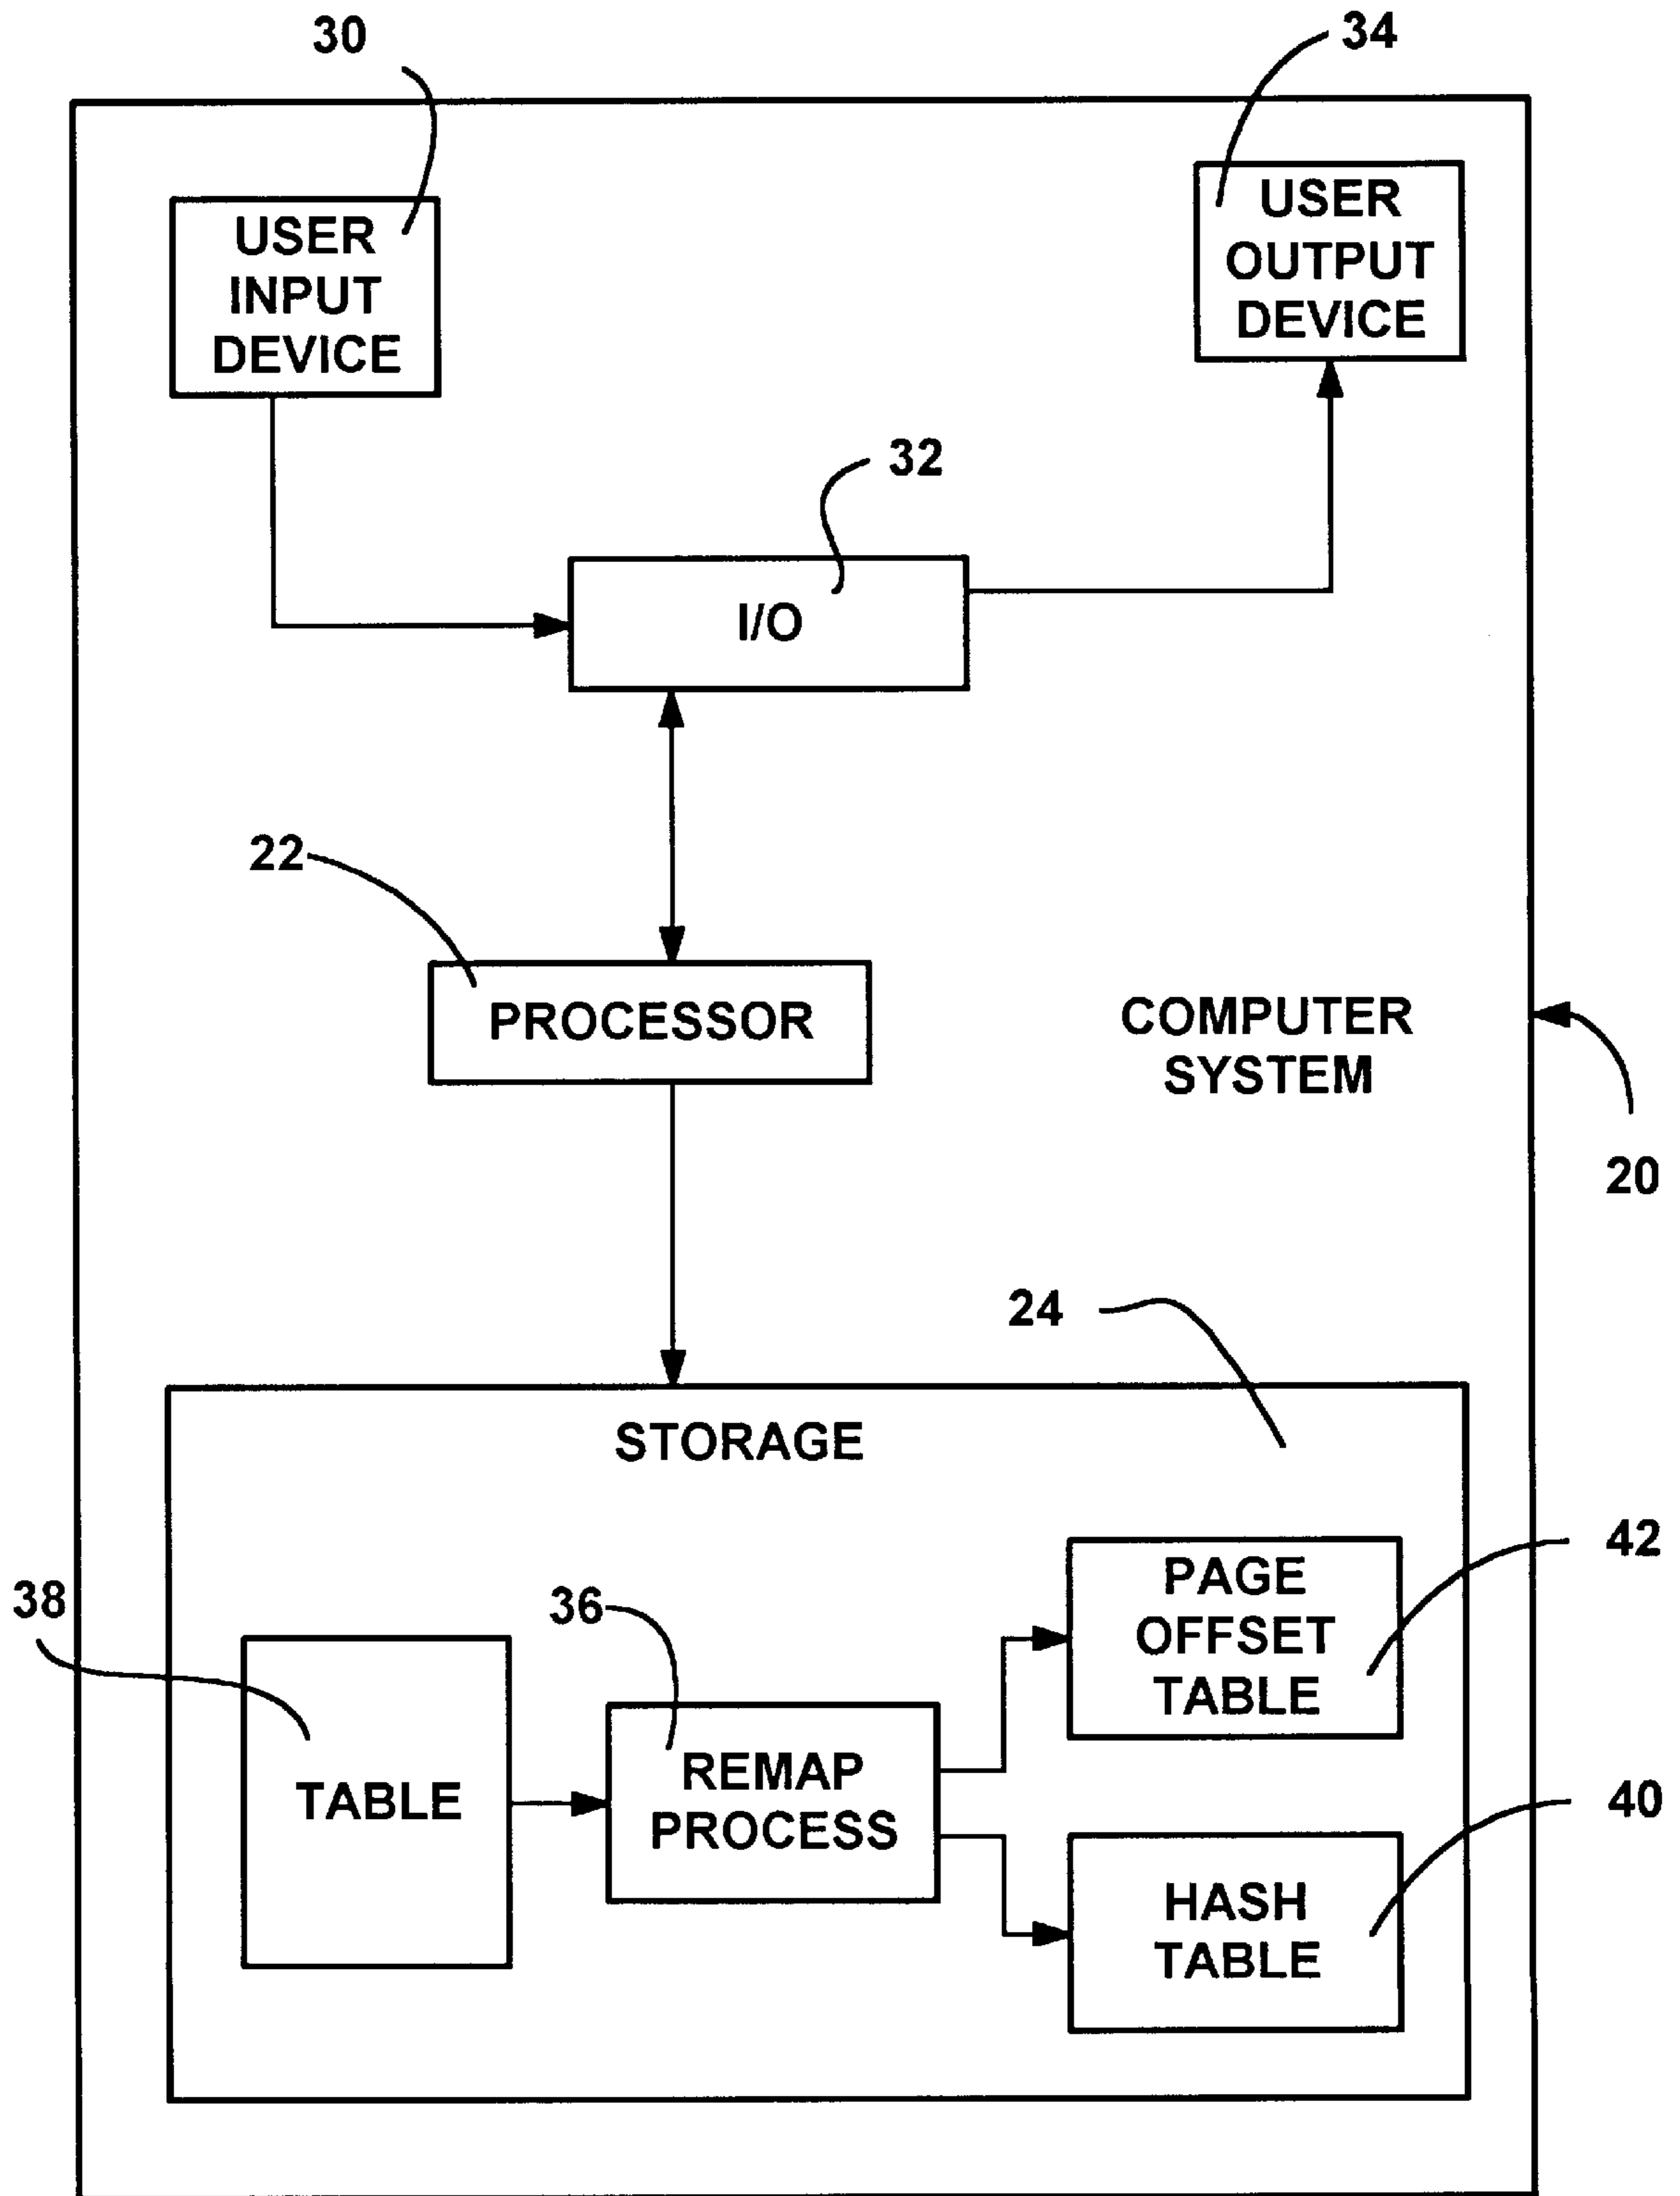 30
34
USER
INPUT
DEVICE
USER
OUTPUT
DEVICE
32
I/O
22
PROCESSOR
COMPUTER
SYSTEM
20
24
STORAGE
42
38
36
PAGE
OFFSET
TABLE
TABLE
REMAP
PROCESS
40
HASH
TABLE